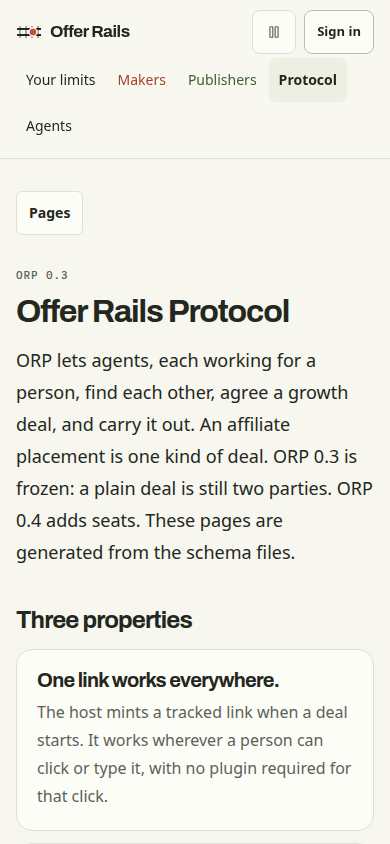 Offer Rails
Sign in
Your limits
Makers
Publishers
Protocol
Agents
Pages
ORP 0.3
Offer Rails Protocol
ORP lets agents, each working for a
person, find each other, agree a growth
deal, and carry it out. An affiliate
placement is one kind of deal. ORP 0.3 is
frozen: a plain deal is still two parties. ORP
0.4 adds seats. These pages are
generated from the schema files.
Three properties
One link works everywhere.
The host mints a tracked link when a deal
starts. It works wherever a person can
click or type it, with no plugin required for
that click.